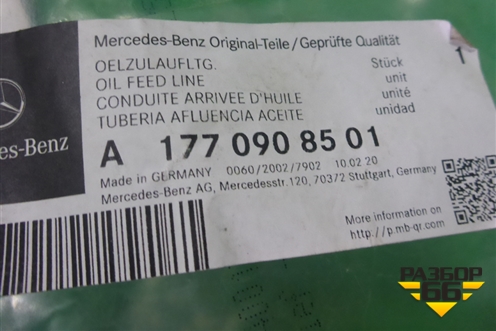 Mercedes-Benz Original-Teile/Geprüfte Qualität
OELZULAUFLTG. Stück 1
OIL FEED LINE unit
CONDUITE ARRIVEE D'HUILE unité
TUBERIA AFLUENCIA ACEITE unidad
es-Benz
A 177 090 85 01
Made in GERMANY 0060/2002/7902 10.02.20
Mercedes-Benz AG, Mercedesstr.120, 70372 Stuttgart, Germany
More information on
http://p.mb-qr.com/
РАЗБОР
66